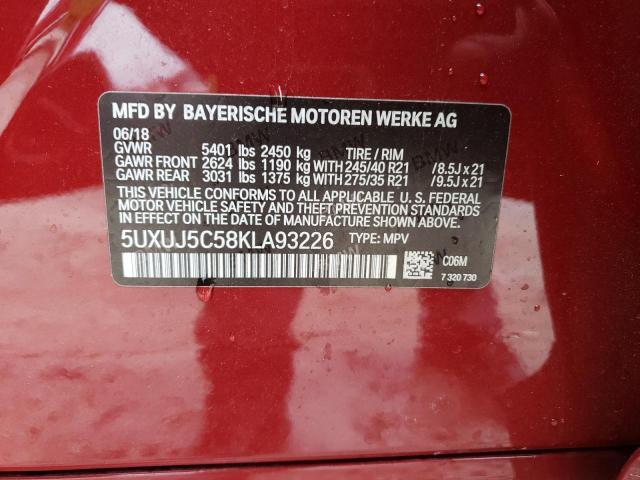 MFD BY BAYERISCHE MOTOREN WERKE AG
06/18
GVWR 5401 lbs 2450 kg TIRE / RIM
GAWR FRONT 2624 lbs 1190 kg WITH 245/40 R21 /8.5J x 21
GAWR REAR 3031 lbs 1375 kg WITH 275/35 R21 /9.5J x 21
THIS VEHICLE CONFORMS TO ALL APPLICABLE U. S. FEDERAL
MOTOR VEHICLE SAFETY AND THEFT PREVENTION STANDARDS
IN EFFECT ON THE DATE OF MANUFACTURE SHOWN ABOVE.
5UXUJ5C58KLA93226 TYPE: MPV
C06M
7 320 730